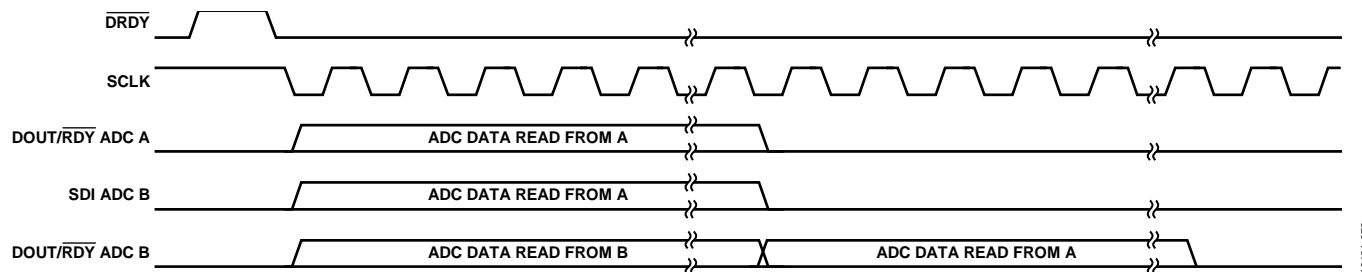 DRDY
SCLK
DOUT/RDY ADC A
ADC DATA READ FROM A
SDI ADC B
ADC DATA READ FROM A
DOUT/RDY ADC B
ADC DATA READ FROM B
ADC DATA READ FROM A